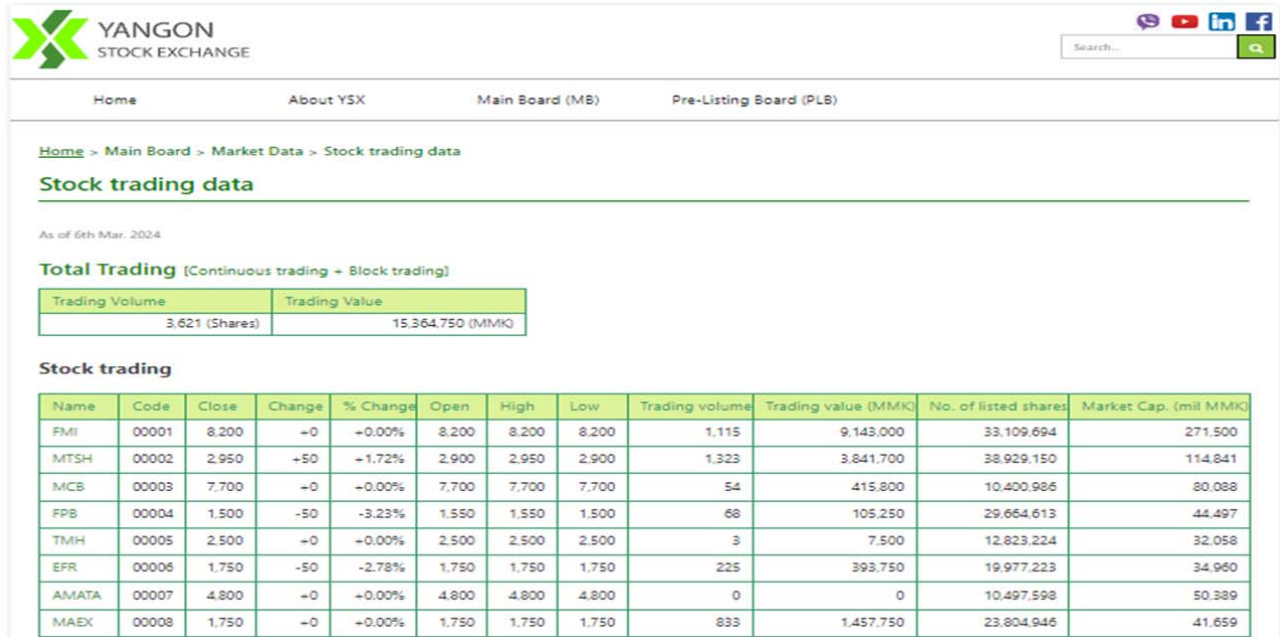 YANGON
STOCK EXCHANGE
Search...
Home About YSX Main Board (MB) Pre-Listing Board (PLB)
Home > Main Board > Market Data > Stock trading data
Stock trading data
As of 6th Mar. 2024
Total Trading [Continuous trading + Block trading]
Trading Volume Trading Value
3,621 (Shares) 15,364,750 (MMK)
Stock trading
Name Code Close Change % Change Open High Low Trading volume Trading value (MMK) No. of listed shares Market Cap. (mil MMK)
FMI 00001 8,200 +0 +0.00% 8,200 8,200 8,200 1,115 9,143,000 33,109,694 271,500
MTSH 00002 2,950 +50 +1.72% 2,900 2,950 2,900 1,323 3,841,700 38,929,150 114,841
MCB 00003 7,700 +0 +0.00% 7,700 7,700 7,700 54 415,800 10,400,986 80,088
FPB 00004 1,500 -50 -3.23% 1,550 1,550 1,500 68 105,250 29,664,613 44,497
TMH 00005 2,500 +0 +0.00% 2,500 2,500 2,500 3 7,500 12,823,224 32,058
EFR 00006 1,750 -50 -2.78% 1,750 1,750 1,750 225 393,750 19,977,223 34,960
AMATA 00007 4,800 +0 +0.00% 4,800 4,800 4,800 0 0 10,497,598 50,389
MAEX 00008 1,750 +0 +0.00% 1,750 1,750 1,750 833 1,457,750 23,804,946 41,659